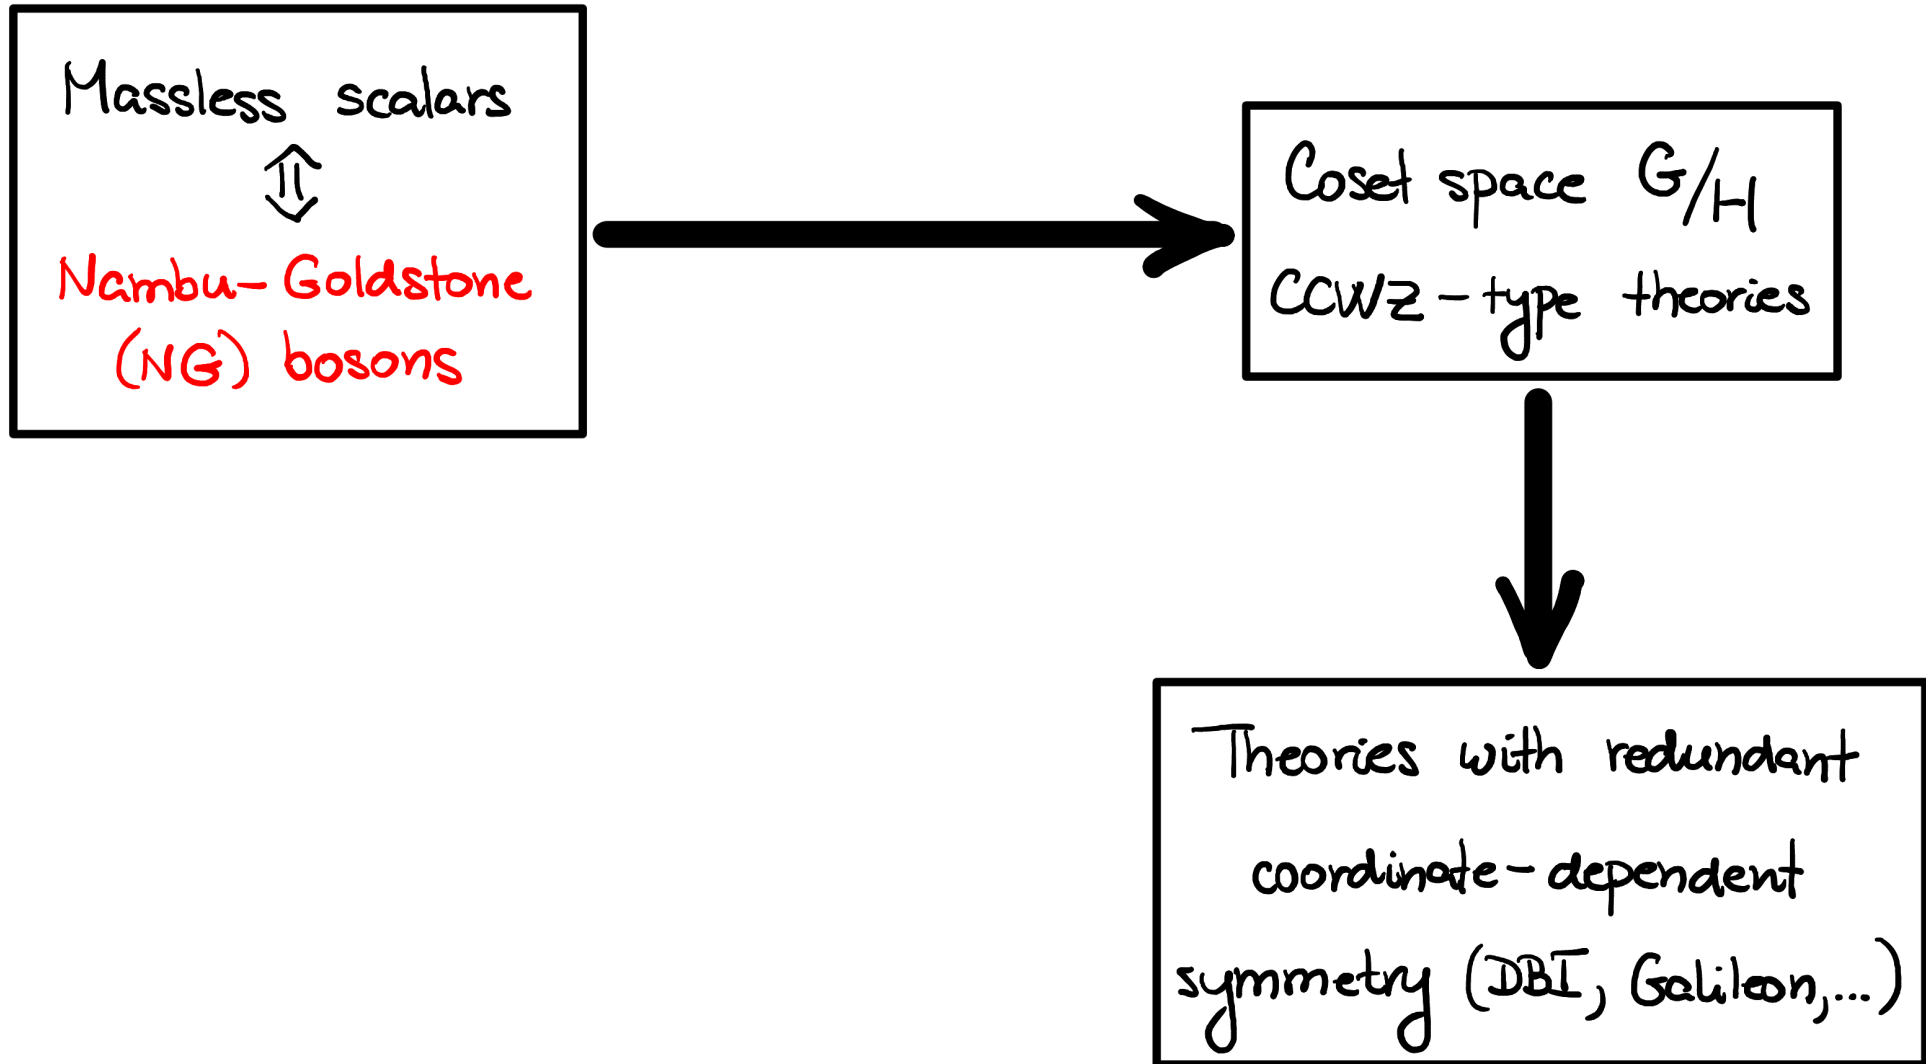 Massless scalars
⇕
Nambu-Goldstone
(NG) bosons
Coset space G/H
CCWZ-type theories
Theories with redundant
coordinate-dependent
symmetry (DBI, Galileon,...)